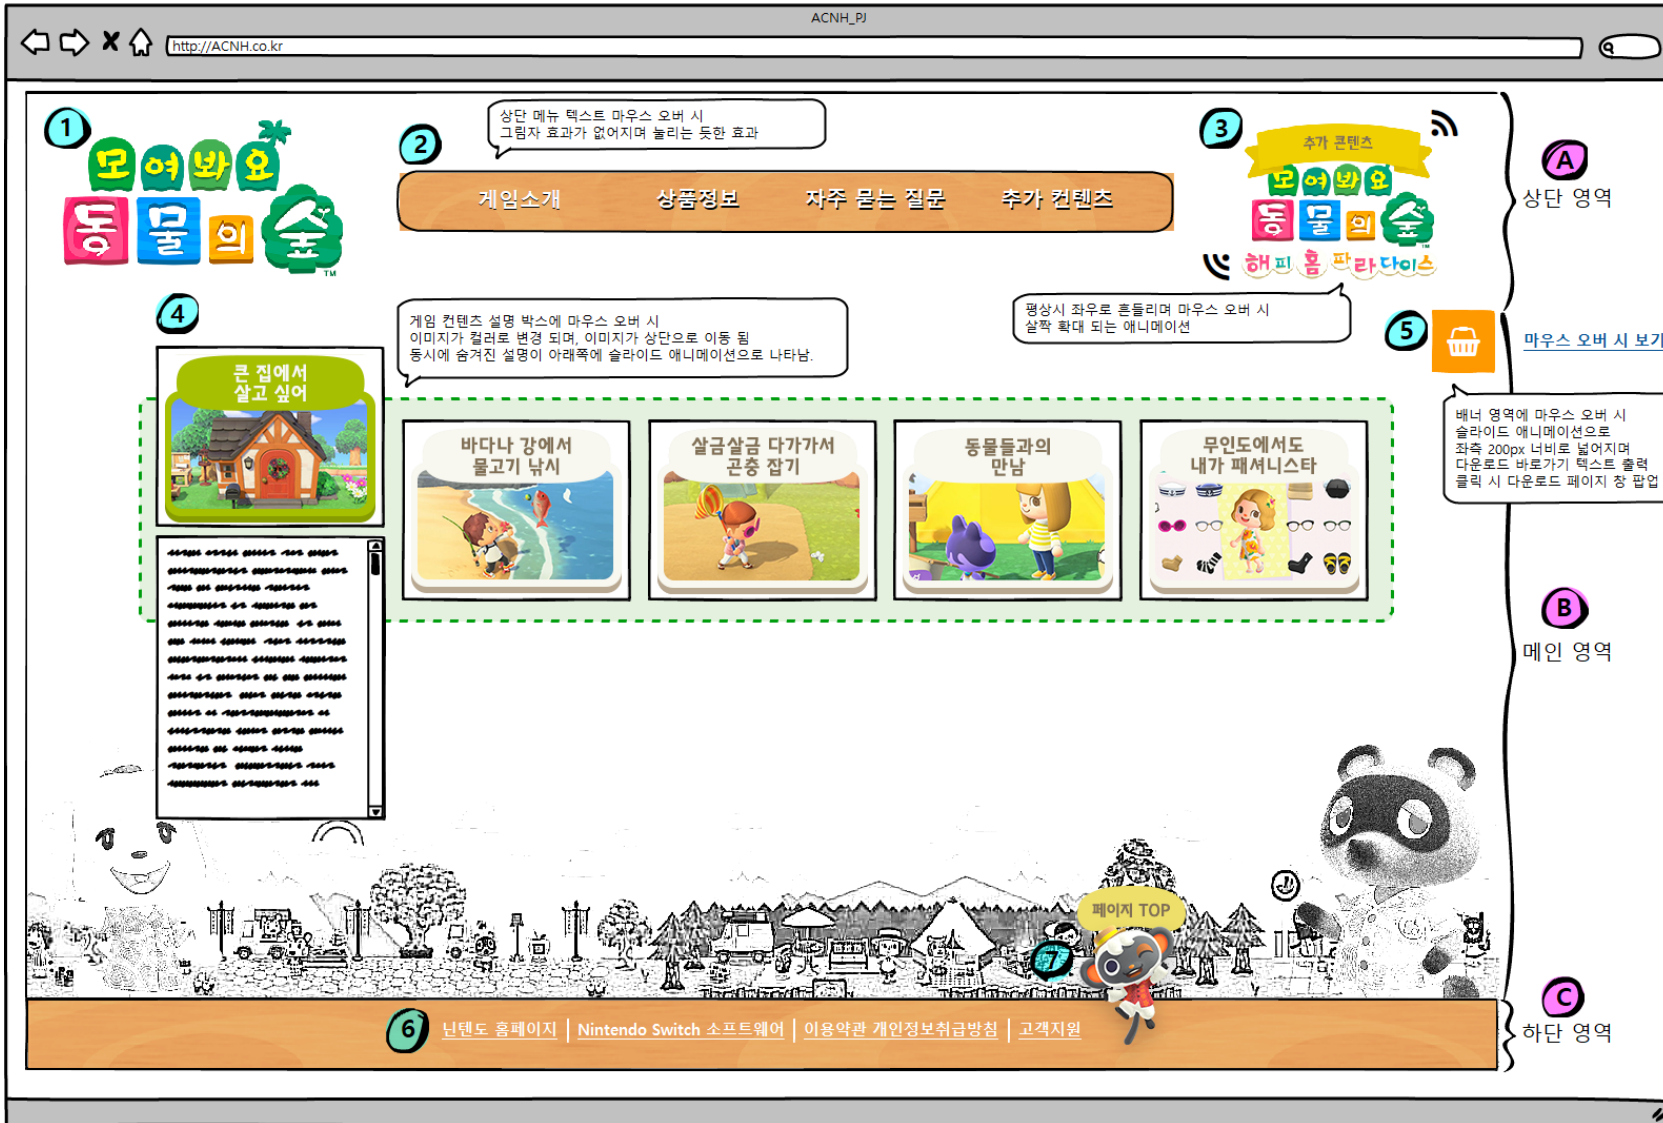 ACNH_PJ
http://ACNH.co.kr
1
모여봐요
동물의 숲
TM
2
상단 메뉴 텍스트 마우스 오버 시
그림자 효과가 없어지며 눌리는 듯한 효과
게임소개
상품정보
자주 묻는 질문
추가 컨텐츠
3
추가 콘텐츠
모여봐요
동물의 숲
TM
해피 홈 파라다이스
평상시 좌우로 흔들리며 마우스 오버 시
살짝 확대 되는 애니메이션
A
상단 영역
4
큰 집에서
살고 싶어
게임 컨텐츠 설명 박스에 마우스 오버 시
이미지가 컬러로 변경 되며, 이미지가 상단으로 이동 됨
동시에 숨겨진 설명이 아래쪽에 슬라이드 애니메이션으로 나타남.
5
마우스 오버 시 보기
배너 영역에 마우스 오버 시
슬라이드 애니메이션으로
좌측 200px 너비로 넓어지며
다운로드 바로가기 텍스트 출력
클릭 시 다운로드 페이지 창 팝업
바다나 강에서
물고기 낚시
살금살금 다가가서
곤충 잡기
동물들과의
만남
무인도에서도
내가 패셔니스타
B
메인 영역
페이지 TOP
7
6
닌텐도 홈페이지 | Nintendo Switch 소프트웨어 | 이용약관 개인정보취급방침 | 고객지원
C
하단 영역